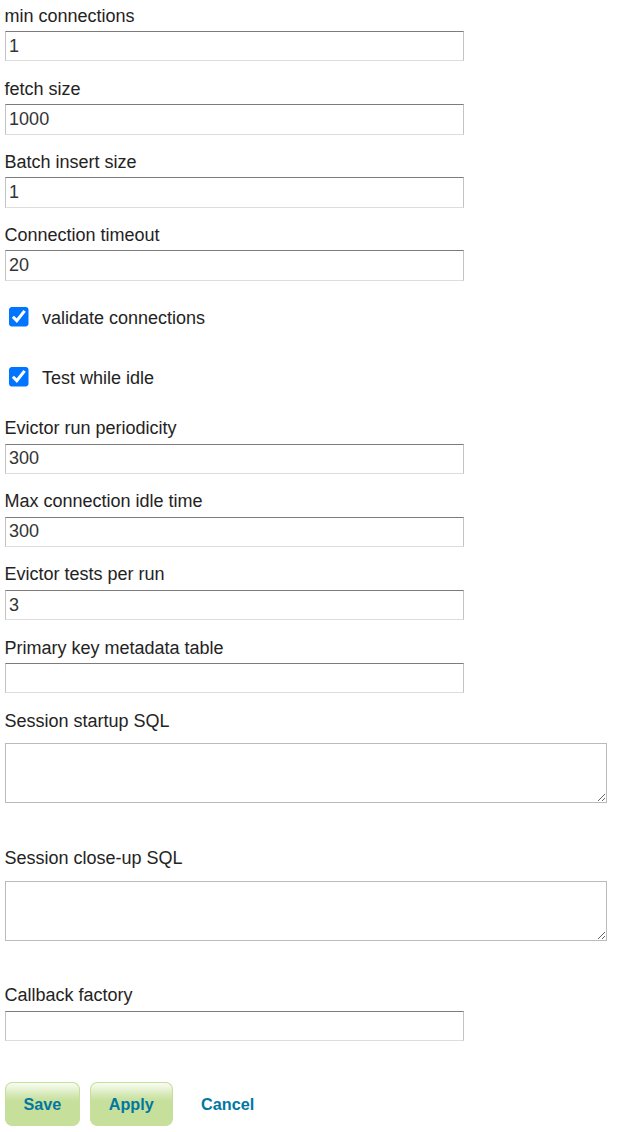 min connections
1
fetch size
1000
Batch insert size
1
Connection timeout
20
validate connections
Test while idle
Evictor run periodicity
300
Max connection idle time
300
Evictor tests per run
3
Primary key metadata table
Session startup SQL
Session close-up SQL
Callback factory
Save Apply Cancel